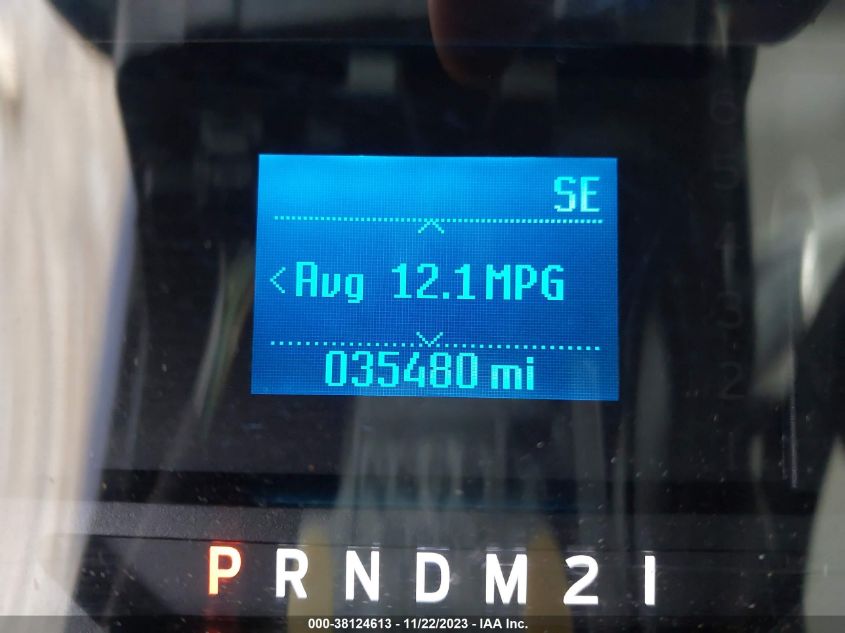 SE
<Avg 12.1 MPG
035480 mi
P R N D M 2 1
000-38124613 - 11/22/2023 - IAA Inc.